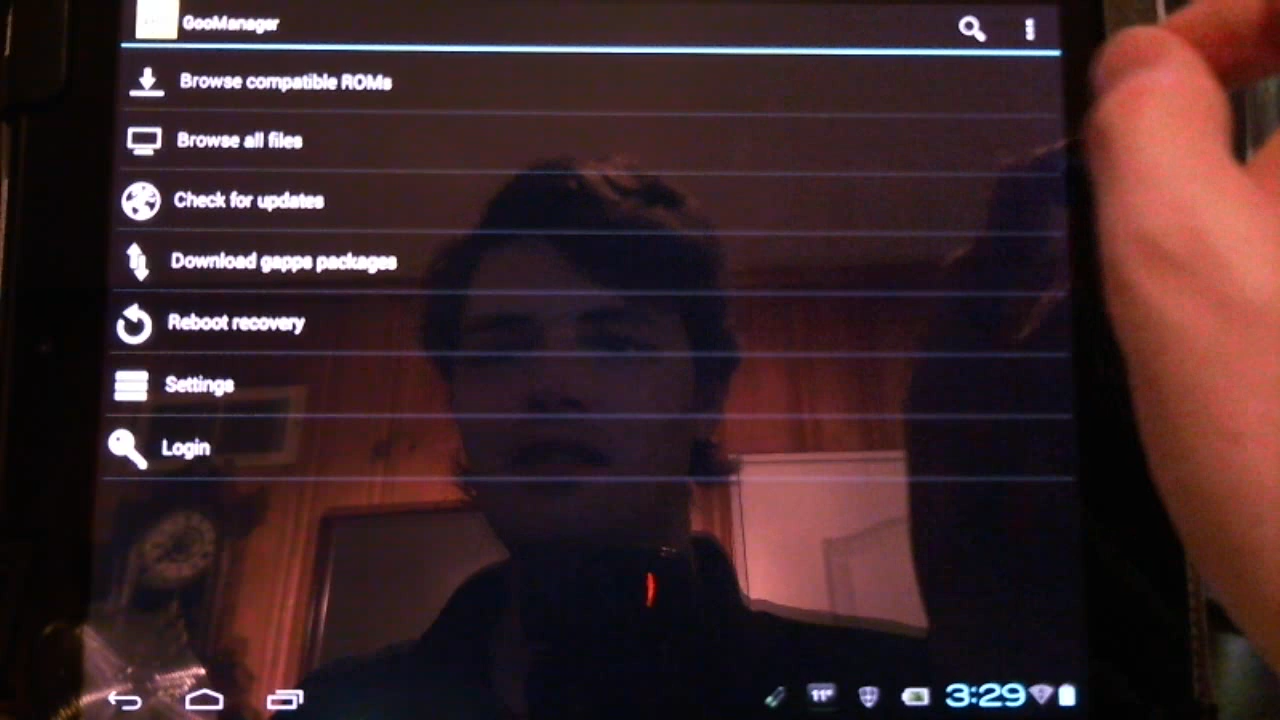 GooManager
Browse compatible ROMs
Browse all files
Check for updates
Download gapps packages
Reboot recovery
Settings
Login
11°
3:29